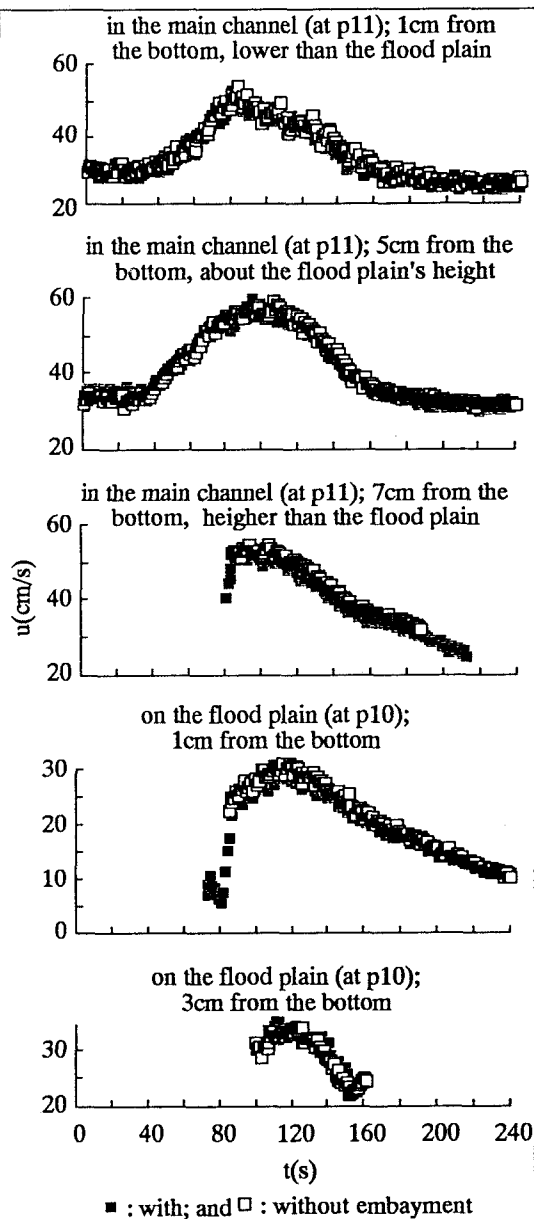 in the main channel (at p11); 1cm from
the bottom, lower than the flood plain
60
40
20
in the main channel (at p11); 5cm from the
bottom, about the flood plain's height
60
40
20
in the main channel (at p11); 7cm from the
bottom, heigher than the flood plain
60
40
20
u(cm/s)
on the flood plain (at p10);
1cm from the bottom
30
20
10
0
on the flood plain (at p10);
3cm from the bottom
30
20
0 40 80 120 160 200 240
t(s)
■ : with; and □ : without embayment